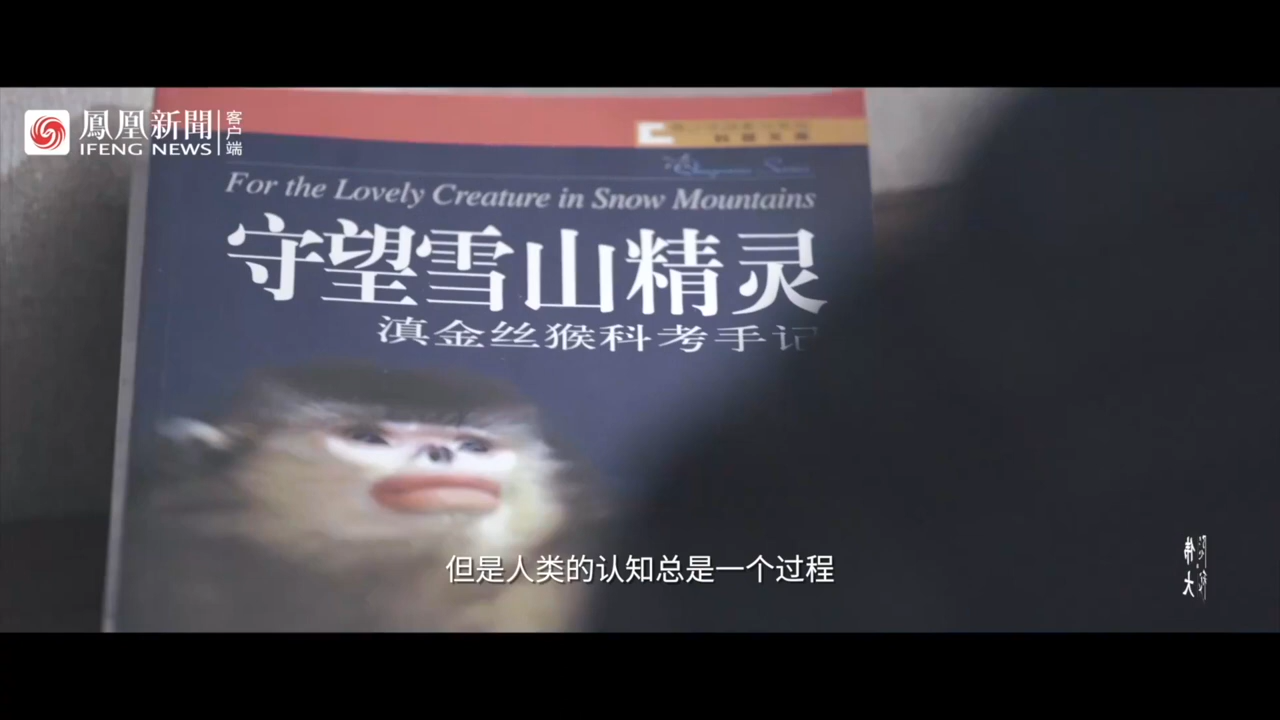 鳳凰新聞
客户端
IFENG NEWS
For the Lovely Creature in Snow Mountains
守望雪山精灵
滇金丝猴科考手记
但是人类的认知总是一个过程
伟大